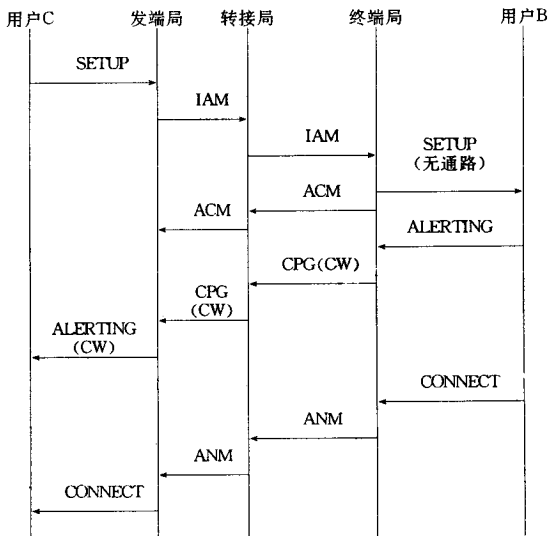 用户C 发端局 转接局 终端局 用户B
SETUP
IAM
IAM
SETUP
（无通路）
ACM
ACM
ALERTING
CPG(CW)
CPG
(CW)
ALERTING
(CW)
CONNECT
ANM
ANM
CONNECT